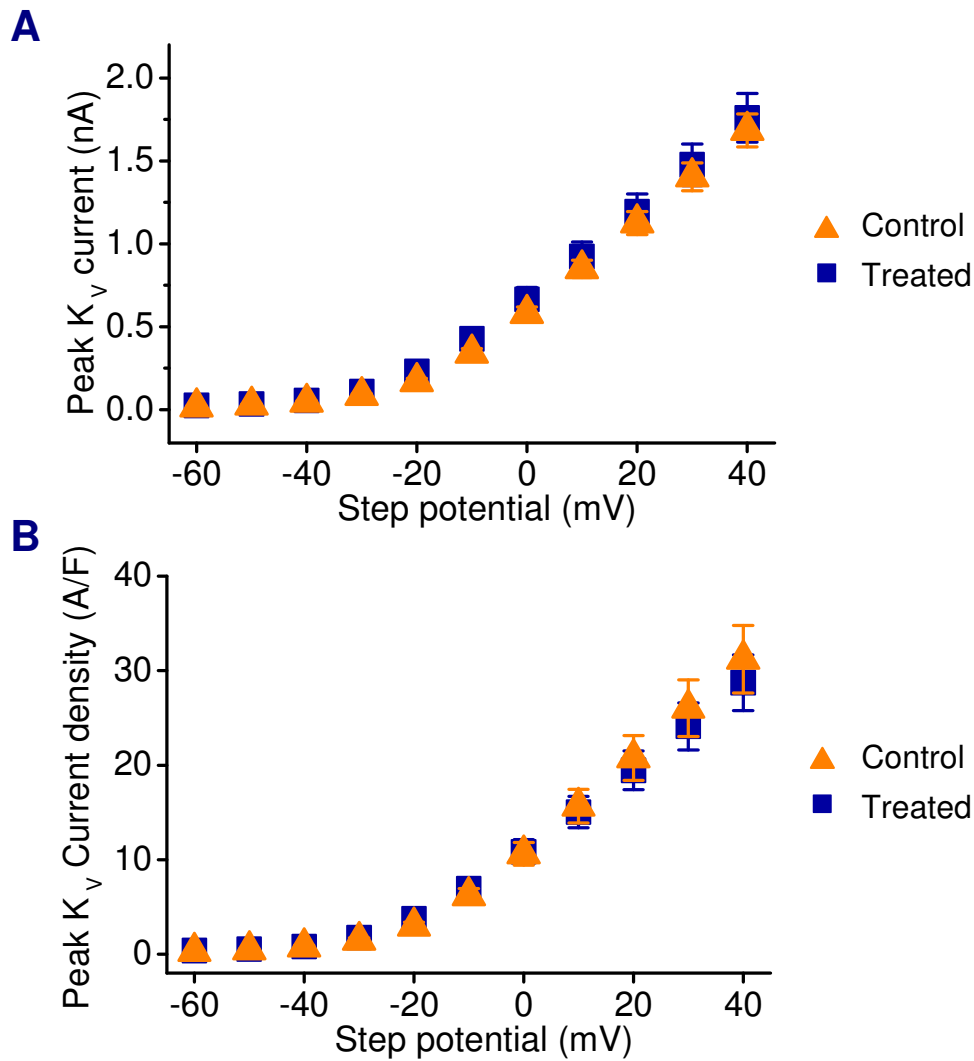 A
Peak K V current (nA)
2.0
1.5
1.0
0.5
0.0
-60 -40 -20 0 20 40
Step potential (mV)
Control
Treated
B
Peak K V Current density (A/F)
40
30
20
10
0
-60 -40 -20 0 20 40
Step potential (mV)
Control
Treated